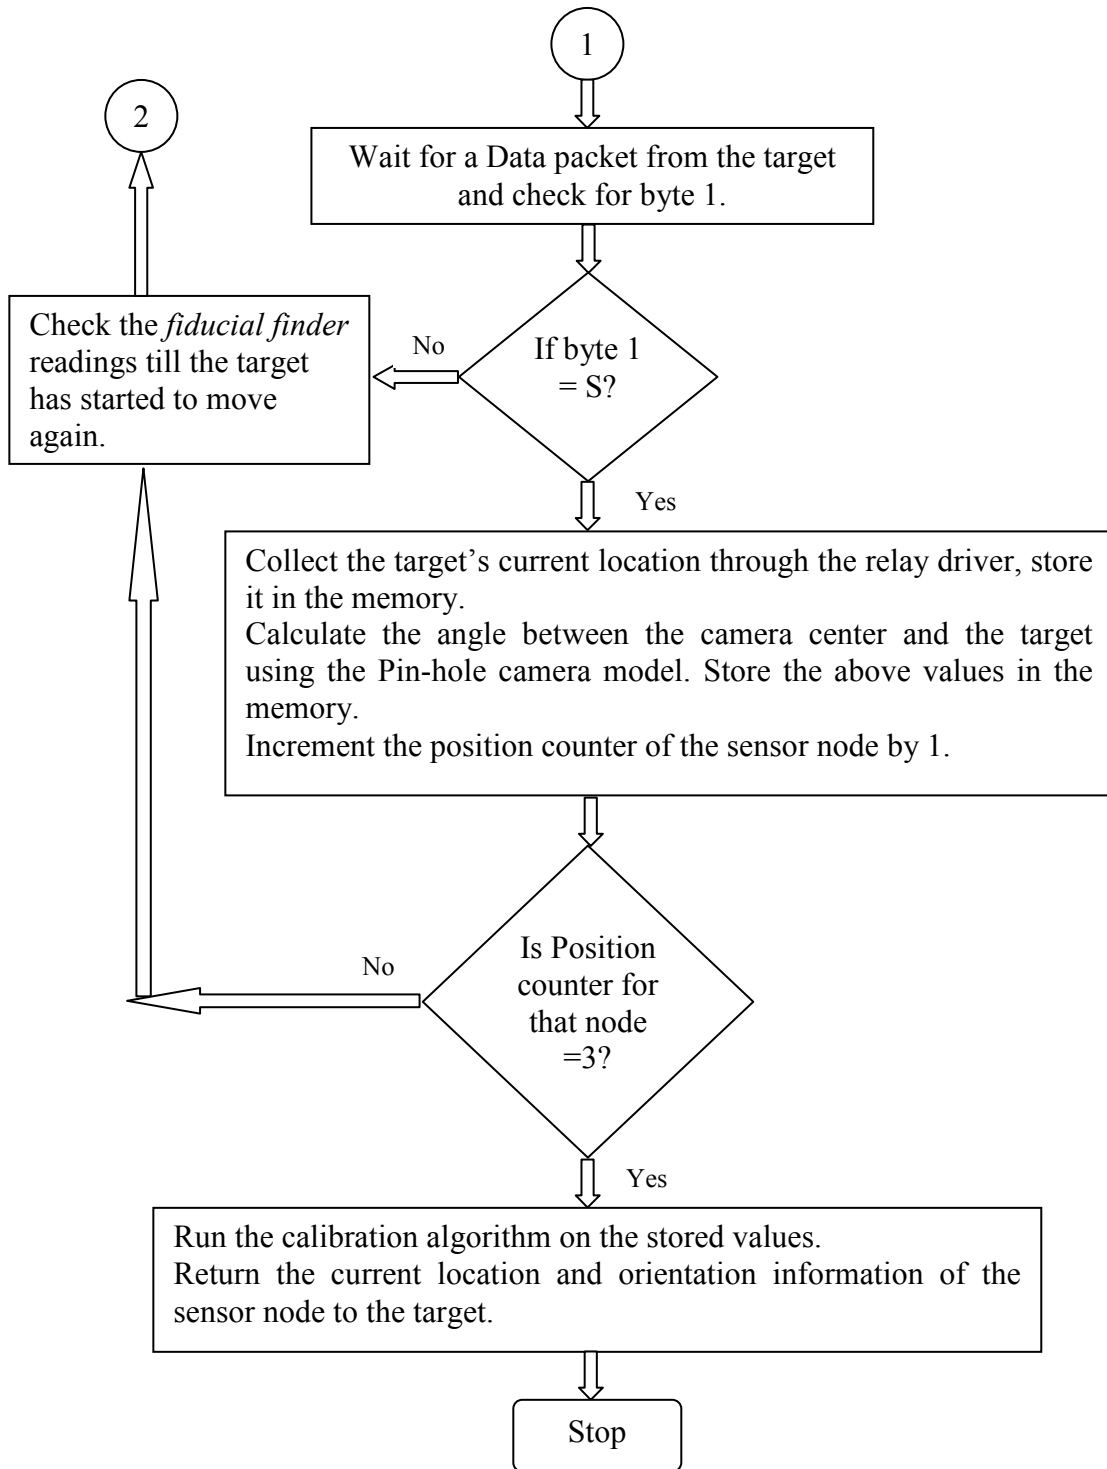 1
2
Wait for a Data packet from the target
and check for byte 1.
Check the fiducial finder
readings till the target
has started to move
again.
No
If byte 1
= S?
Yes
Collect the target’s current location through the relay driver, store
it in the memory.
Calculate the angle between the camera center and the target
using the Pin-hole camera model. Store the above values in the
memory.
Increment the position counter of the sensor node by 1.
No
Is Position
counter for
that node
=3?
Yes
Run the calibration algorithm on the stored values.
Return the current location and orientation information of the
sensor node to the target.
Stop